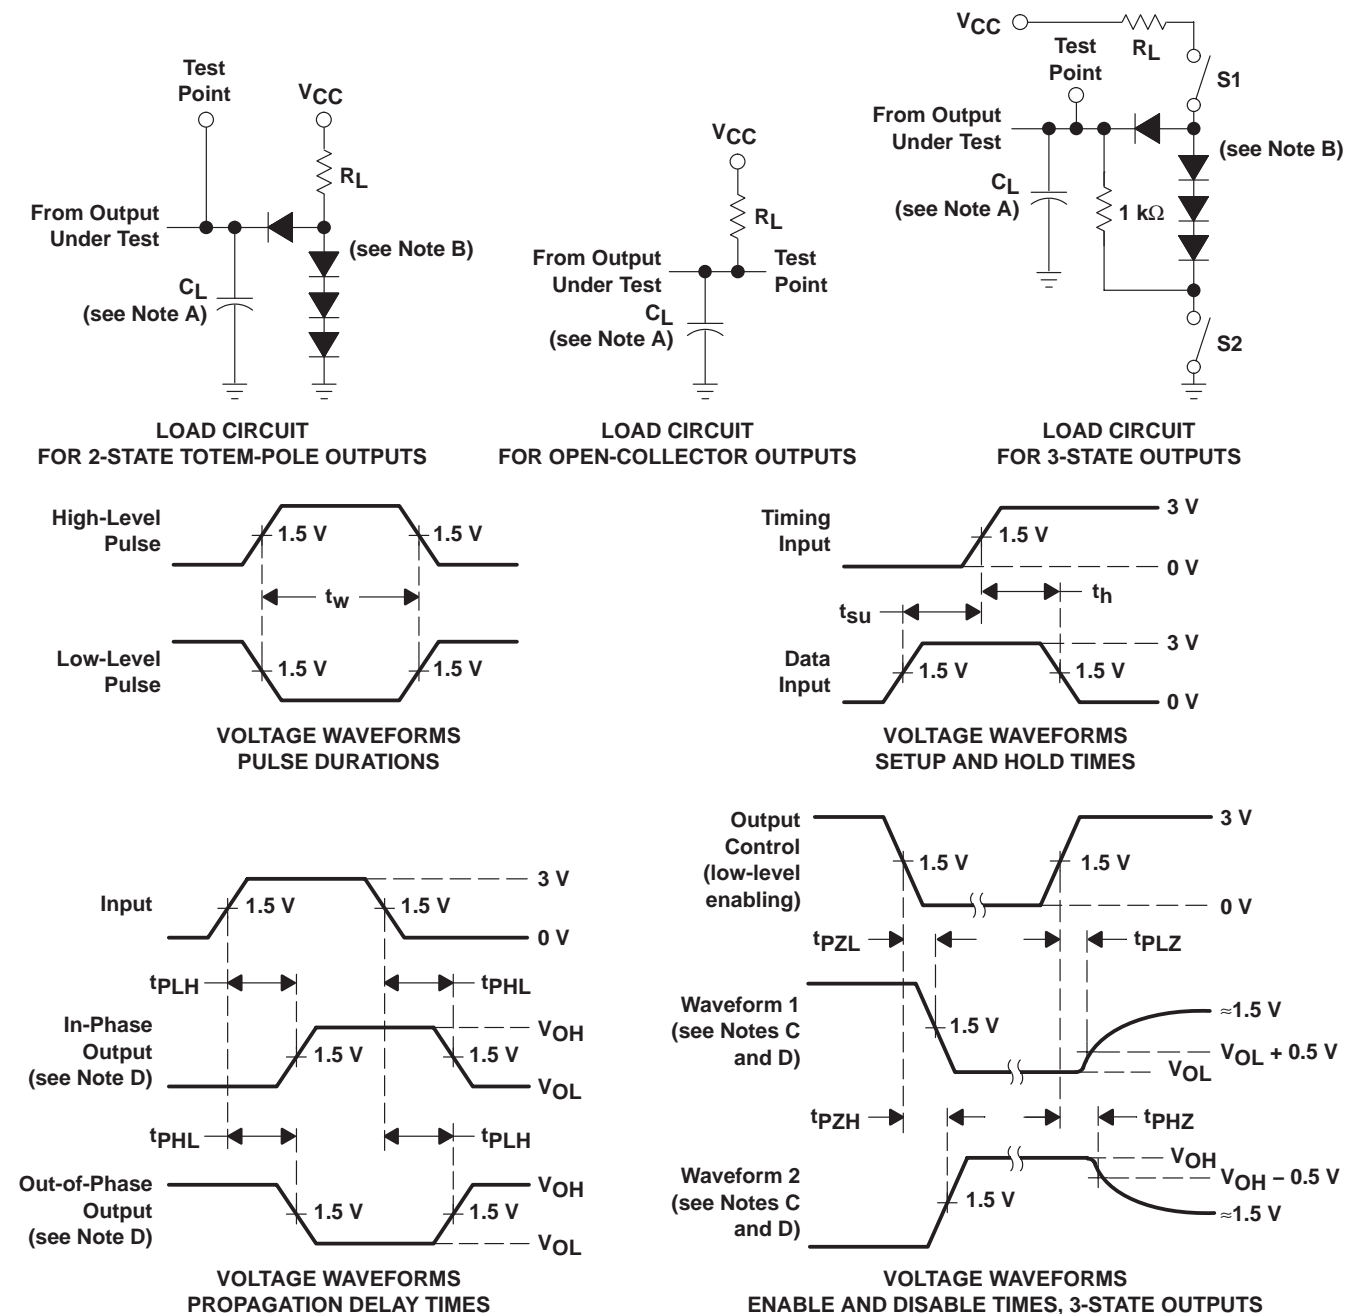 Test
Point
VCC
RL
From Output
Under Test
(see Note B)
CL
(see Note A)
LOAD CIRCUIT
FOR 2-STATE TOTEM-POLE OUTPUTS
VCC
RL
From Output
Under Test
Test
Point
CL
(see Note A)
LOAD CIRCUIT
FOR OPEN-COLLECTOR OUTPUTS
VCC
RL
Test
Point
S1
From Output
Under Test
(see Note B)
CL
(see Note A)
1 kΩ
S2
LOAD CIRCUIT
FOR 3-STATE OUTPUTS
High-Level
Pulse
1.5 V
1.5 V
tw
Low-Level
Pulse
1.5 V
1.5 V
VOLTAGE WAVEFORMS
PULSE DURATIONS
Timing
Input
1.5 V
3 V
0 V
th
tsu
Data
Input
1.5 V
1.5 V
3 V
0 V
VOLTAGE WAVEFORMS
SETUP AND HOLD TIMES
Input
1.5 V
1.5 V
3 V
0 V
tPLH
tPHL
In-Phase
Output
(see Note D)
1.5 V
1.5 V
VOH
VOL
tPHL
tPLH
Out-of-Phase
Output
(see Note D)
1.5 V
1.5 V
VOH
VOL
VOLTAGE WAVEFORMS
PROPAGATION DELAY TIMES
Output
Control
(low-level
enabling)
1.5 V
1.5 V
3 V
0 V
tPZL
tPLZ
Waveform 1
(see Notes C
and D)
1.5 V
≈1.5 V
VOL + 0.5 V
VOL
tPZH
tPHZ
Waveform 2
(see Notes C
and D)
1.5 V
VOH
VOH − 0.5 V
≈1.5 V
VOLTAGE WAVEFORMS
ENABLE AND DISABLE TIMES, 3-STATE OUTPUTS